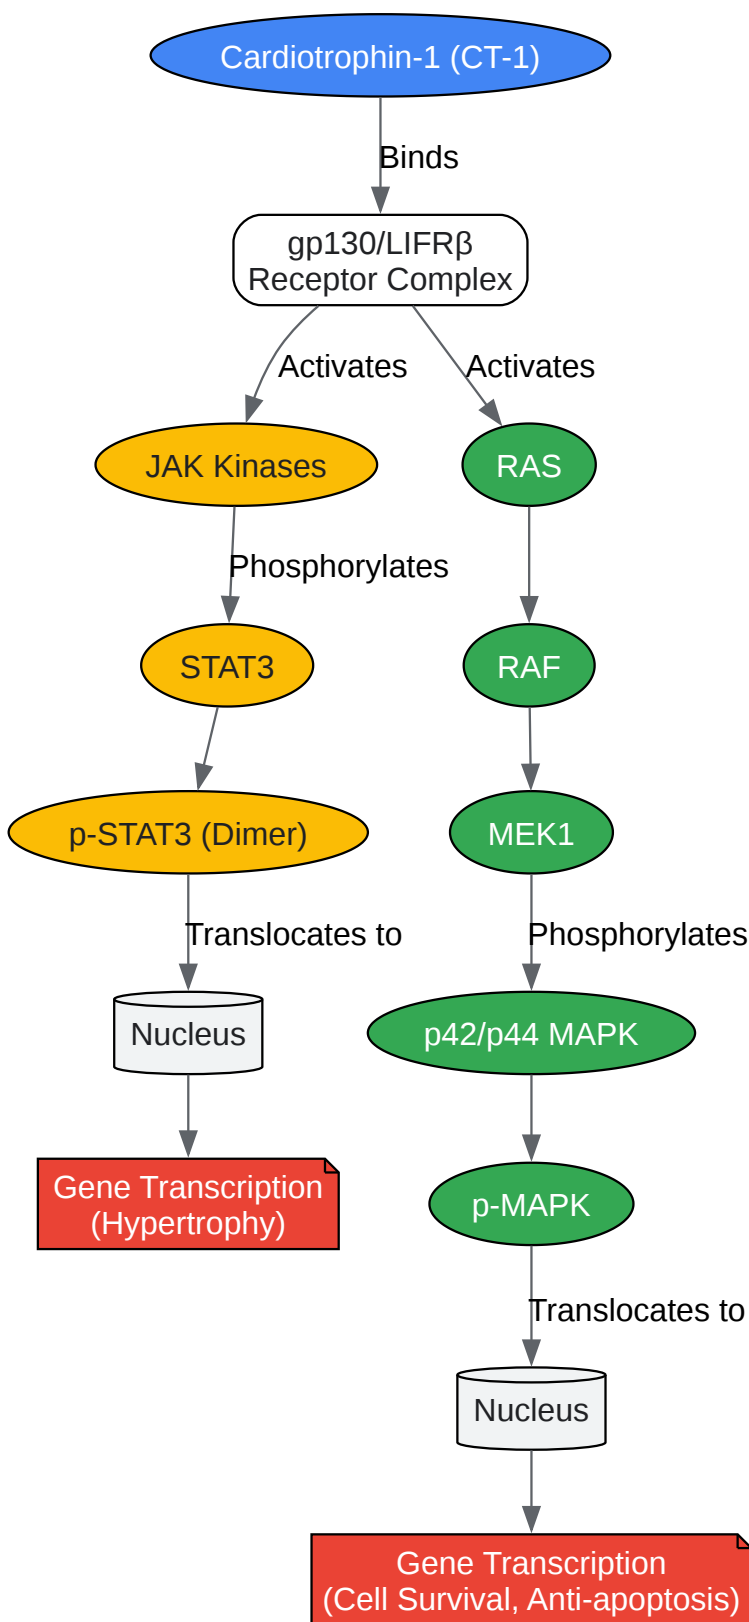 Cardiotrophin-1 (CT-1)
Binds
gp130/LIFRβ
Receptor Complex
Activates
Activates
JAK Kinases
RAS
Phosphorylates
STAT3
RAF
p-STAT3 (Dimer)
MEK1
Translocates to
Phosphorylates
Nucleus
p42/p44 MAPK
Gene Transcription
(Hypertrophy)
p-MAPK
Translocates to
Nucleus
Gene Transcription
(Cell Survival, Anti-apoptosis)